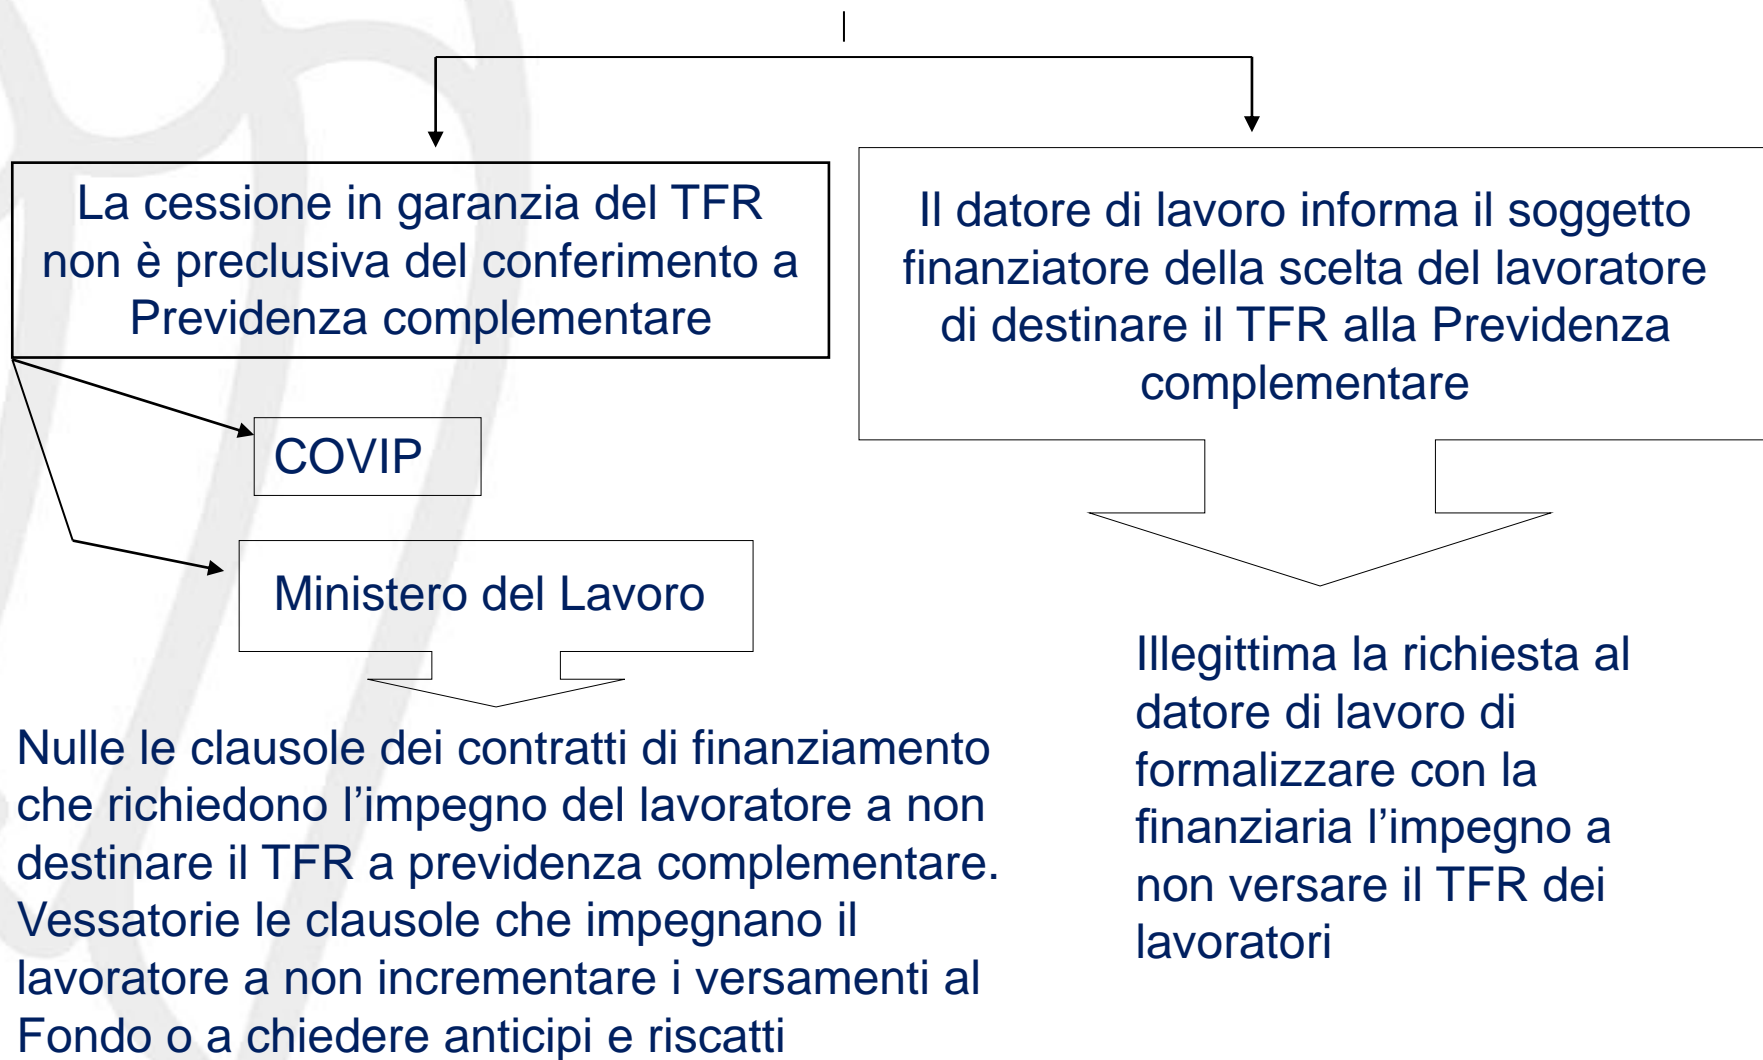 La cessione in garanzia del TFR
non è preclusiva del conferimento a
Previdenza complementare
Il datore di lavoro informa il soggetto
finanziatore della scelta del lavoratore
di destinare il TFR alla Previdenza
complementare
COVIP
Ministero del Lavoro
Nulle le clausole dei contratti di finanziamento
che richiedono l’impegno del lavoratore a non
destinare il TFR a previdenza complementare.
Vessatorie le clausole che impegnano il
lavoratore a non incrementare i versamenti al
Fondo o a chiedere anticipi e riscatti
Illegittima la richiesta al
datore di lavoro di
formalizzare con la
finanziaria l’impegno a
non versare il TFR dei
lavoratori